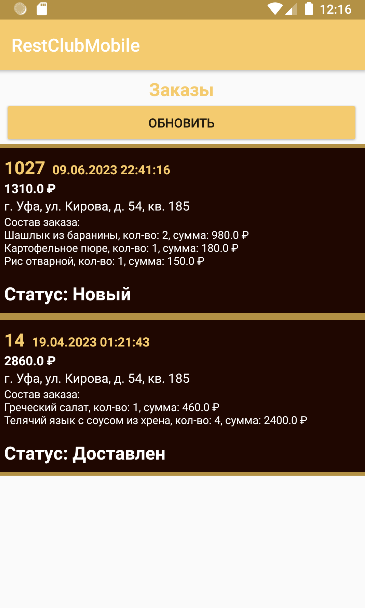 12:16
RestClubMobile
Заказы
ОБНОВИТЬ
1027 09.06.2023 22:41:16
1310.0 ₽
г. Уфа, ул. Кирова, д. 54, кв. 185
Состав заказа:
Шашлык из баранины, кол-во: 2, сумма: 980.0 ₽
Картофельное пюре, кол-во: 1, сумма: 180.0 ₽
Рис отварной, кол-во: 1, сумма: 150.0 ₽
Статус: Новый
14 19.04.2023 01:21:43
2860.0 ₽
г. Уфа, ул. Кирова, д. 54, кв. 185
Состав заказа:
Греческий салат, кол-во: 1, сумма: 460.0 ₽
Телячий язык с соусом из хрена, кол-во: 4, сумма: 2400.0 ₽
Статус: Доставлен